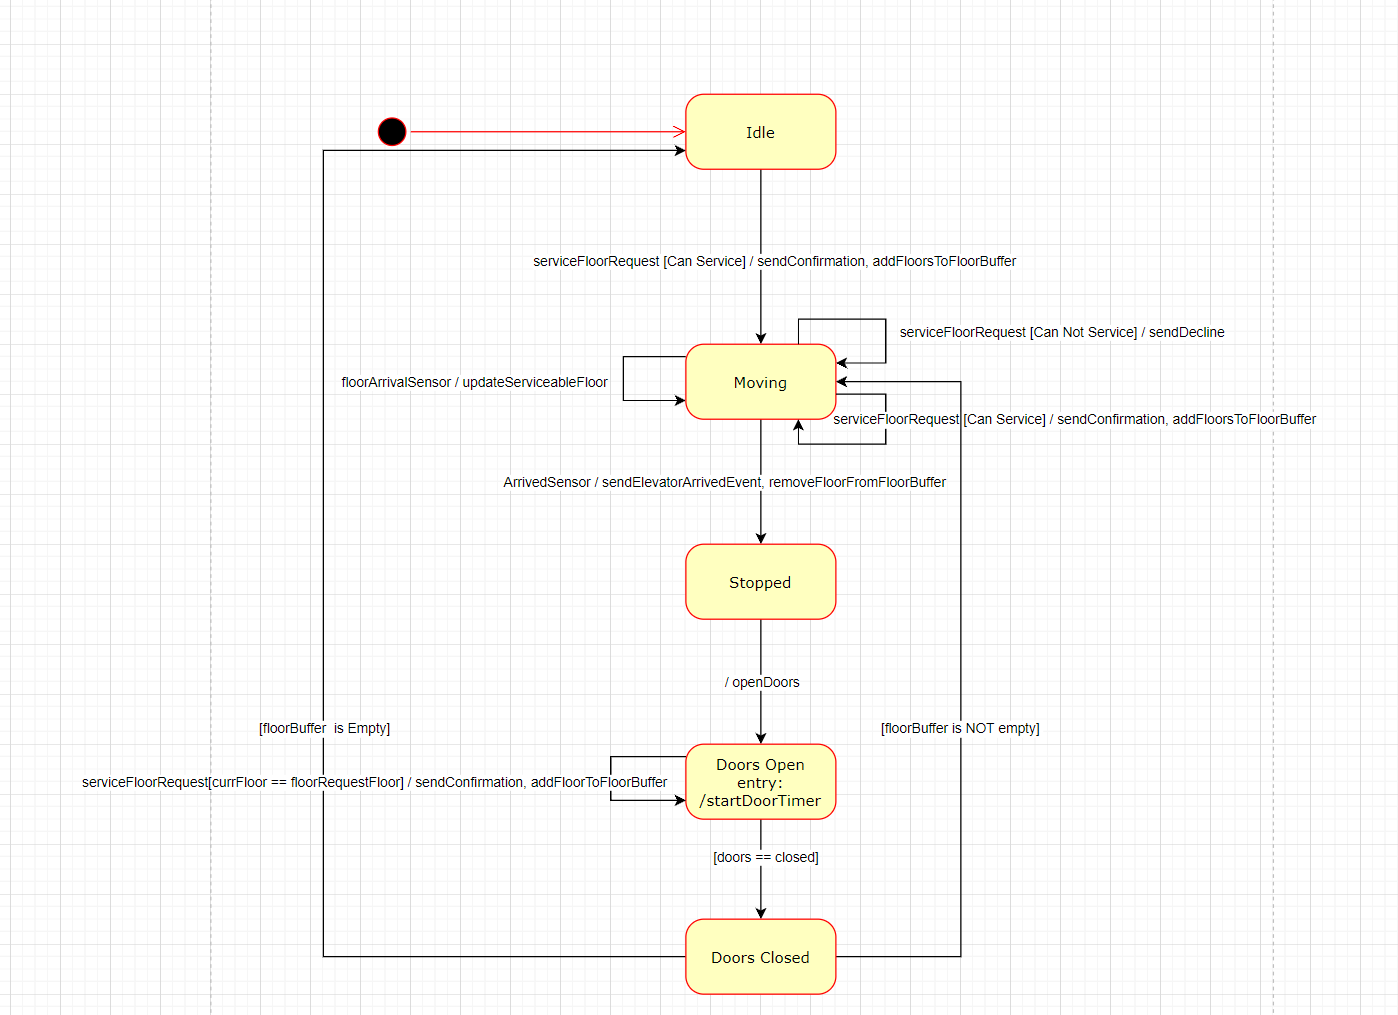 Idle
serviceFloorRequest [Can Service] / sendConfirmation, addFloorsToFloorBuffer
serviceFloorRequest [Can Not Service] / sendDecline
floorArrivalSensor / updateServiceableFloor
Moving
serviceFloorRequest [Can Service] / sendConfirmation, addFloorsToFloorBuffer
ArrivedSensor / sendElevatorArrivedEvent, removeFloorFromFloorBuffer
Stopped
/ openDoors
[floorBuffer  is Empty]
[floorBuffer is NOT empty]
Doors Open
entry:
/startDoorTimer
serviceFloorRequest[currFloor == floorRequestFloor] / sendConfirmation, addFloorToFloorBuffer
[doors == closed]
Doors Closed